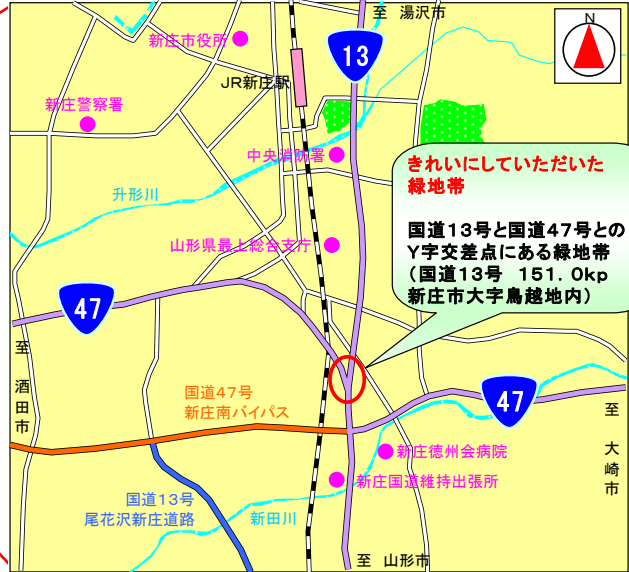 至 湯沢市
N
新庄市役所
13
JR新庄駅
新庄警察署
中央消防署
きれいにしていただいた
緑地帯
国道13号と国道47号との
Y字交差点にある緑地帯
(国道13号 151.0kp
新庄市大字鳥越地内)
升形川
山形県最上総合支庁
47
至 酒田市
国道47号
新庄南バイパス
47
至 大崎市
新庄徳州会病院
新庄国道維持出張所
国道13号
尾花沢新庄道路
新田川
至 山形市